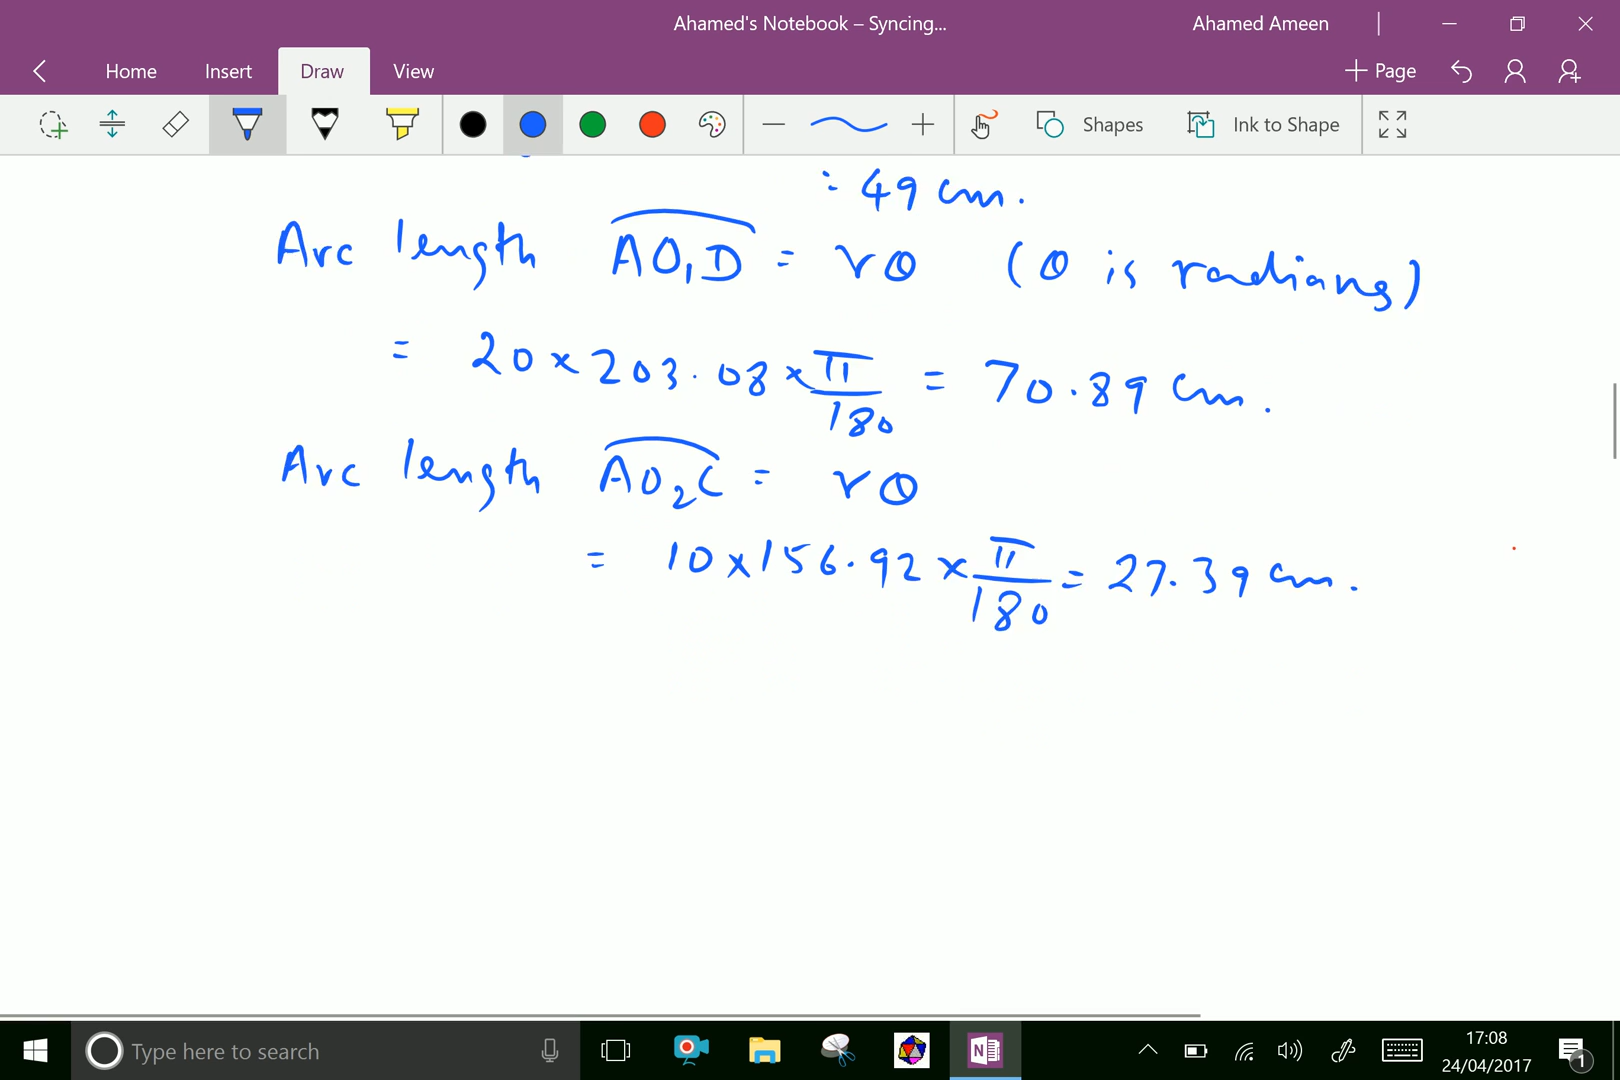 Ahamed's Notebook – Syncing...
Ahamed Ameen
Home Insert Draw View
Page
Shapes Ink to Shape
= 49 cm.
Arc length AO₁D = rθ (θ is radians)
= 20 × 203.08 × π/180 = 70.89 cm.
Arc length AO₂C = rθ
= 10 × 156.92 × π/180 = 27.39 cm.
Type here to search
N
17:08
24/04/2017
1